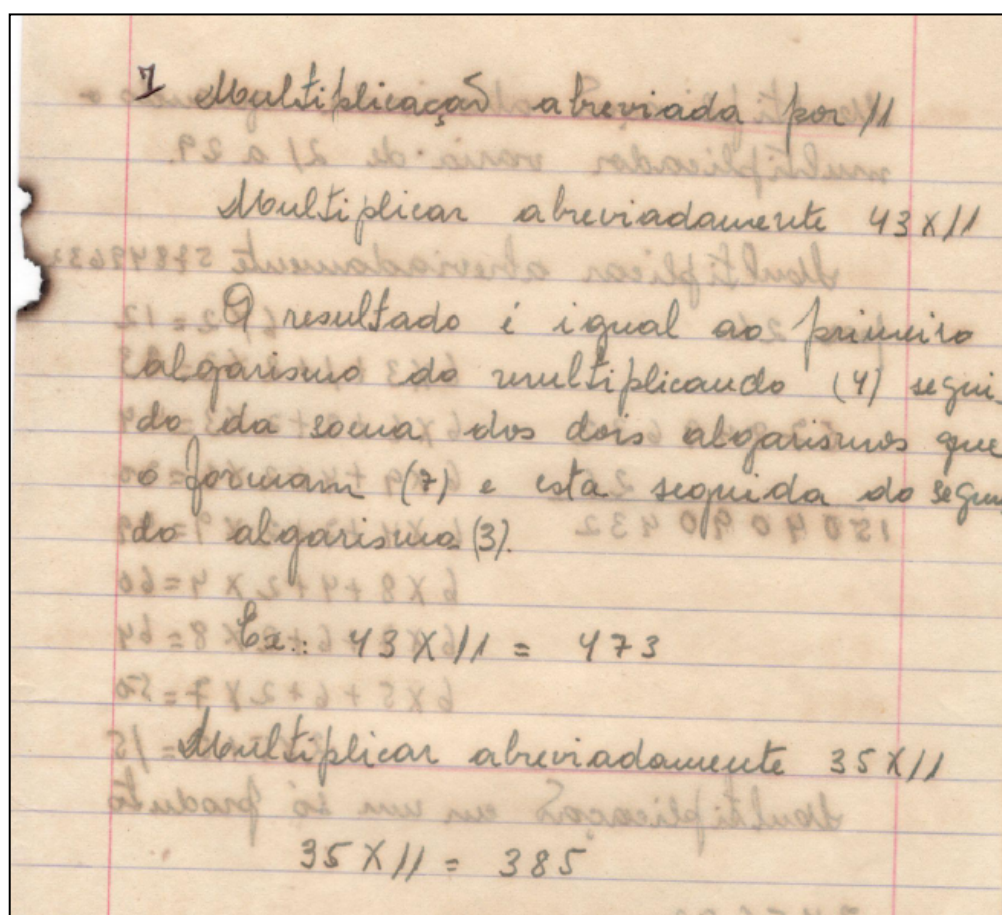 1 Multiplicação abreviada por 11
Multiplicar abreviadamente 43 x 11
O resultado é igual ao primeiro
algarismo do multiplicando (4) segui-
do da soma dos dois algarismos que
o formam (7) e esta seguida do segun
do algarismo (3).
Ex.: 43 X 11 = 473
Multiplicar abreviadamente 35 X 11
35 X 11 = 385